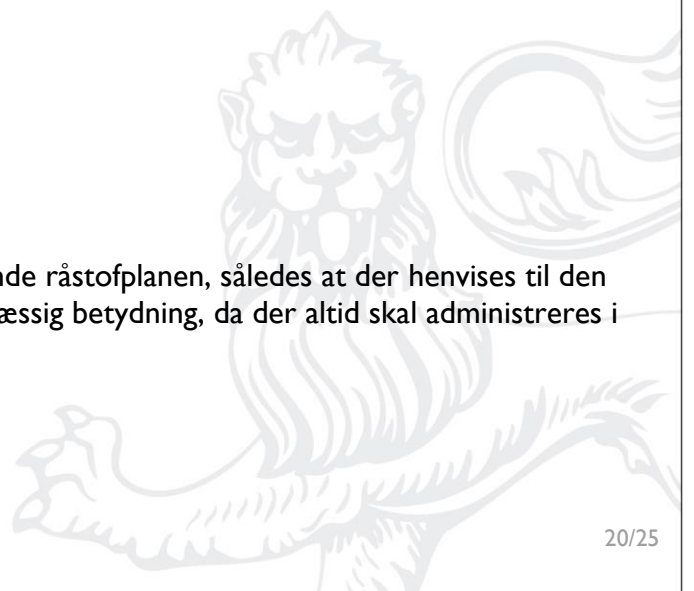 nde råstofplanen, således at der henvises til den
æssig betydning, da der altid skal administreres i
20/25